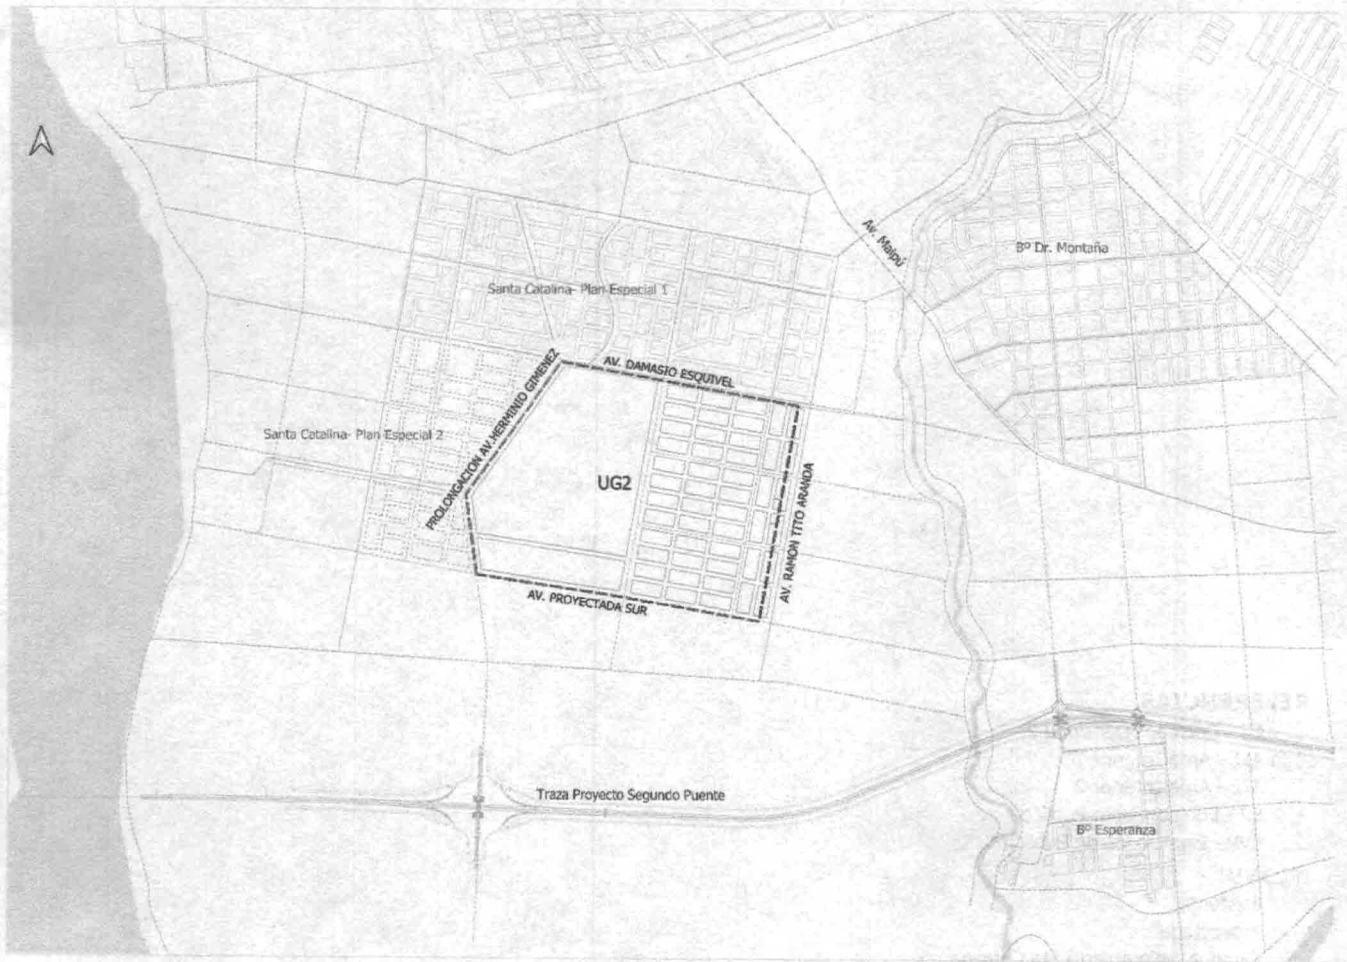 Av. Maipú
Bº Dr. Montaña
Santa Catalina- Plan Especial 1
PROLONGACION AV.HERMINIO GIMENEZ
AV. DAMASIO ESQUIVEL
Santa Catalina- Plan Especial 2
UG2
AV. RAMON TITO ARANDA
AV. PROYECTADA SUR
Traza Proyecto Segundo Puente
Bº Esperanza